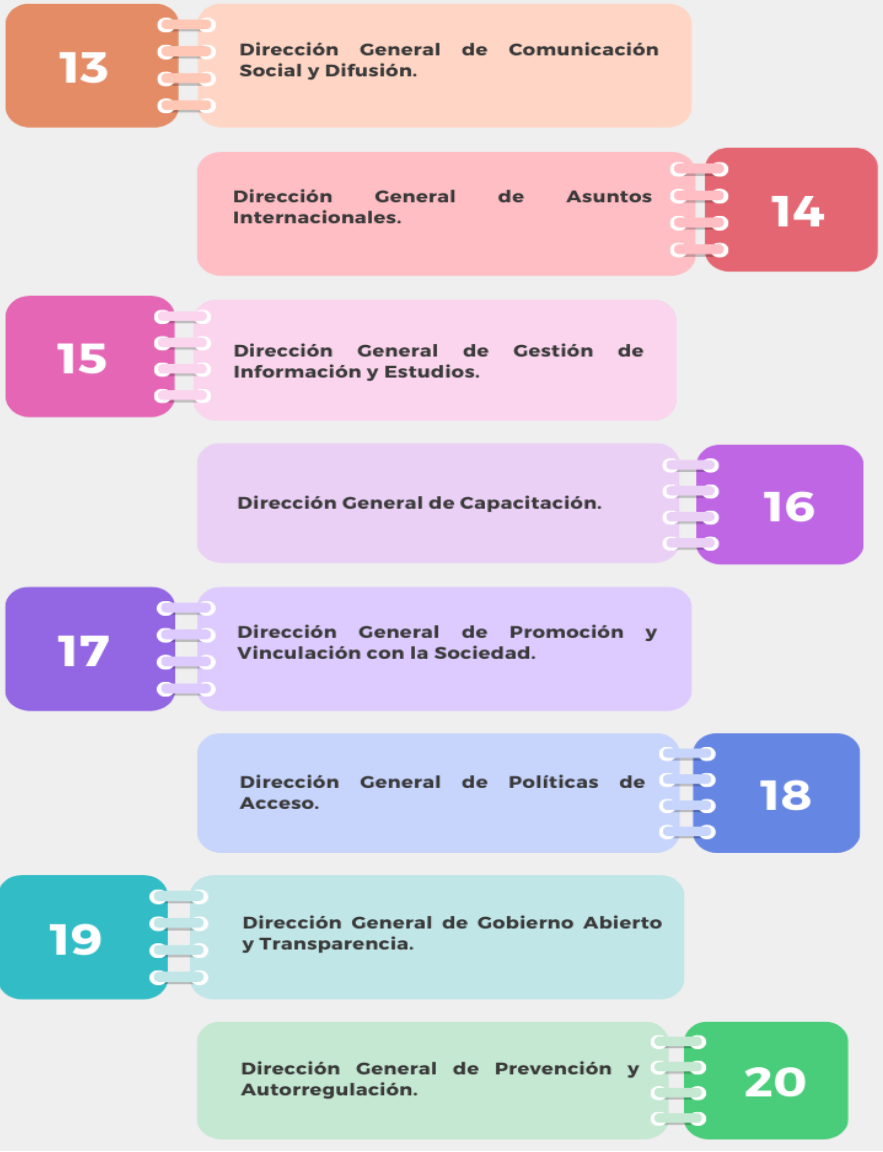 13
Dirección General de Comunicación
Social y Difusión.
Dirección General de Asuntos
Internacionales.
14
15
Dirección General de Gestión de
Información y Estudios.
Dirección General de Capacitación.
16
17
Dirección General de Promoción y
Vinculación con la Sociedad.
Dirección General de Políticas de
Acceso.
18
19
Dirección General de Gobierno Abierto
y Transparencia.
Dirección General de Prevención y
Autorregulación.
20